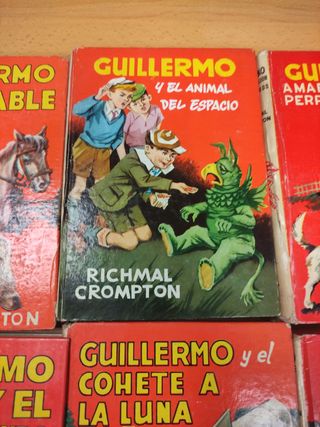 ERMO
ABLE
TON
GUILLERMO
Y EL ANIMAL
DEL ESPACIO
RICHMAL
CROMPTON
GU
AMA
PERR
MO
Y EL
GUILLERMO y el
COHETE A
LA LUNA